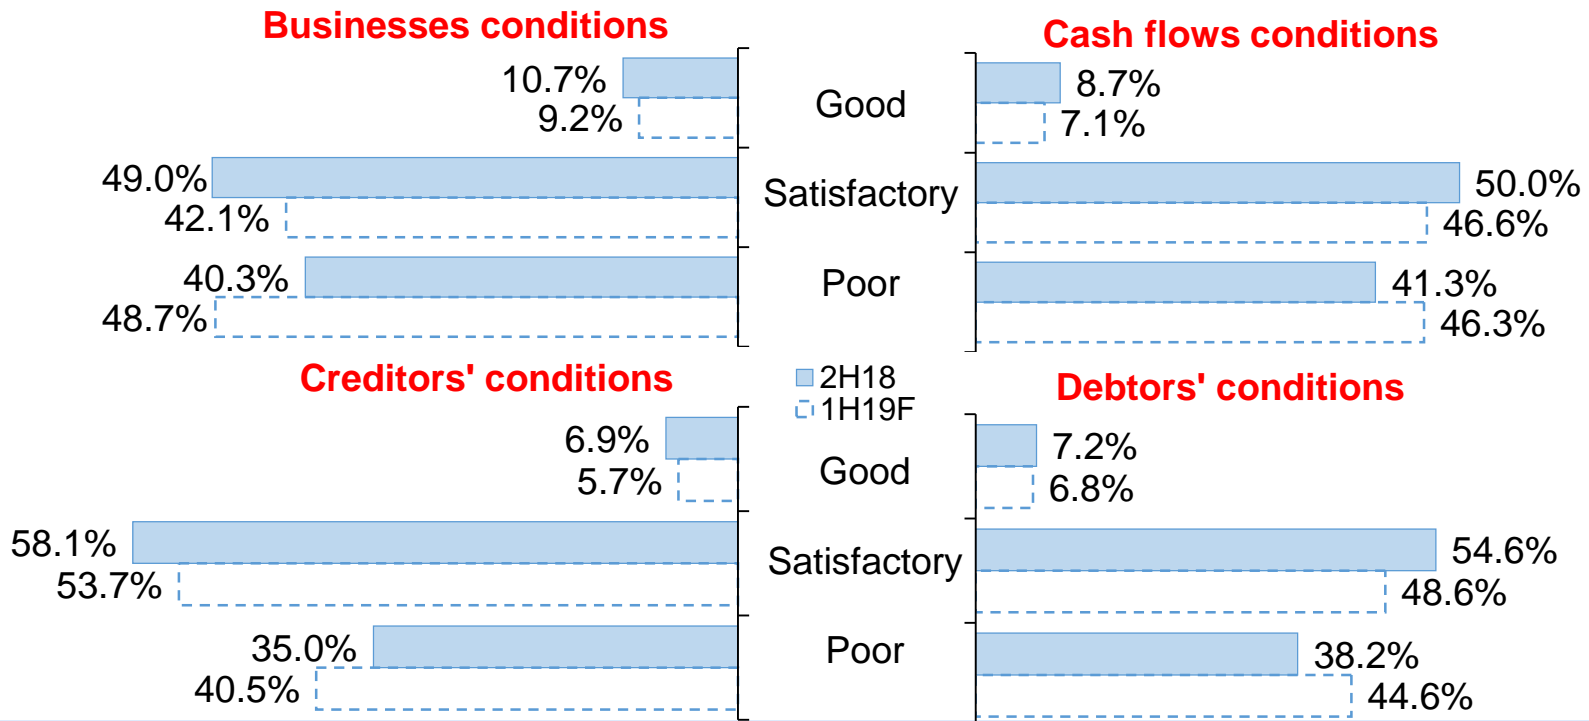 Businesses conditions
Cash flows conditions
10.7%
9.2%
Good
8.7%
7.1%
49.0%
42.1%
Satisfactory
50.0%
46.6%
40.3%
48.7%
Poor
41.3%
46.3%
Creditors' conditions
2H18
1H19F
Debtors' conditions
6.9%
5.7%
Good
7.2%
6.8%
58.1%
53.7%
Satisfactory
54.6%
48.6%
35.0%
40.5%
Poor
38.2%
44.6%